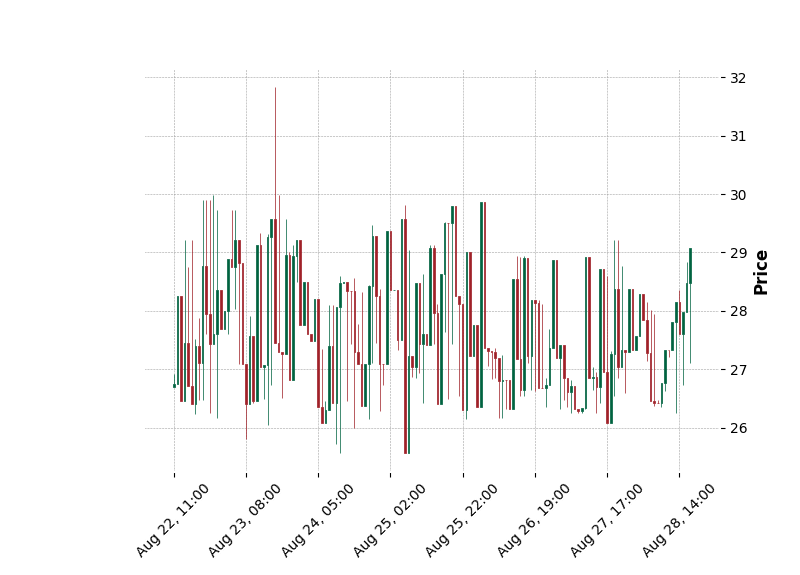 32
31
30
29
28
27
26
Price
Aug 22, 11:00
Aug 23, 08:00
Aug 24, 05:00
Aug 25, 02:00
Aug 25, 22:00
Aug 26, 19:00
Aug 27, 17:00
Aug 28, 14:00